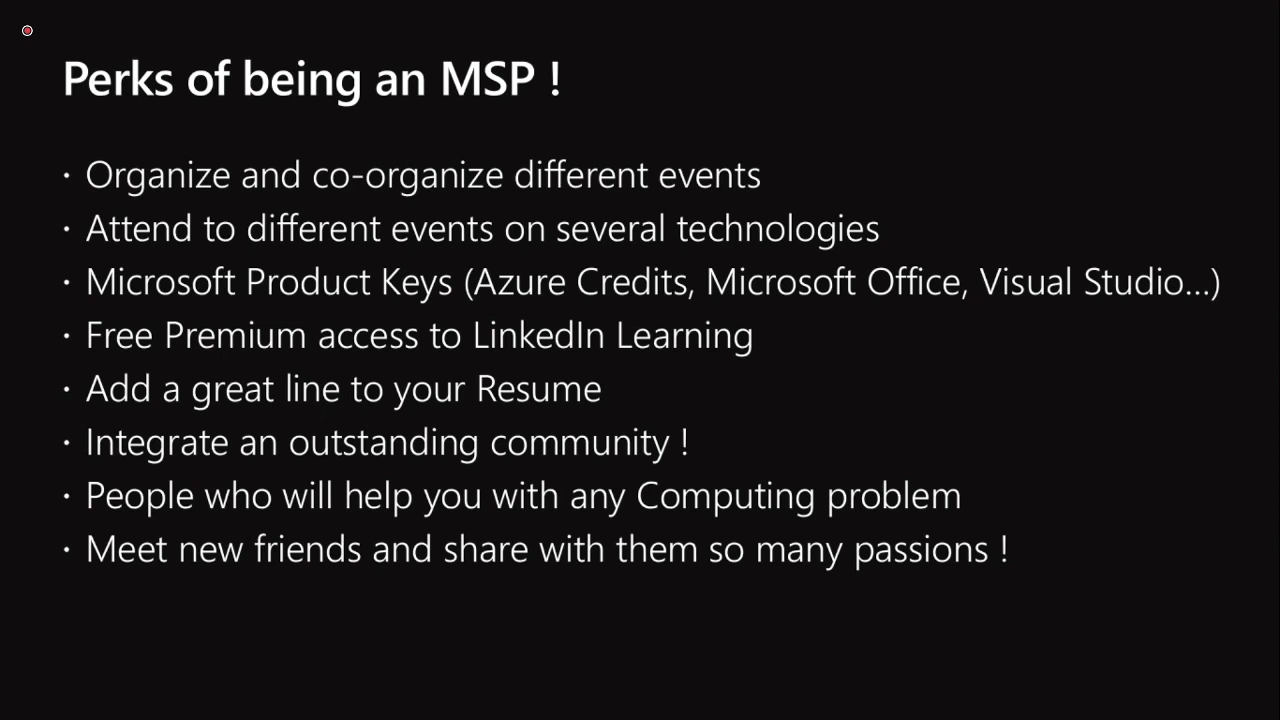 Perks of being an MSP !
· Organize and co-organize different events
· Attend to different events on several technologies
· Microsoft Product Keys (Azure Credits, Microsoft Office, Visual Studio...)
· Free Premium access to LinkedIn Learning
· Add a great line to your Resume
· Integrate an outstanding community !
· People who will help you with any Computing problem
· Meet new friends and share with them so many passions !